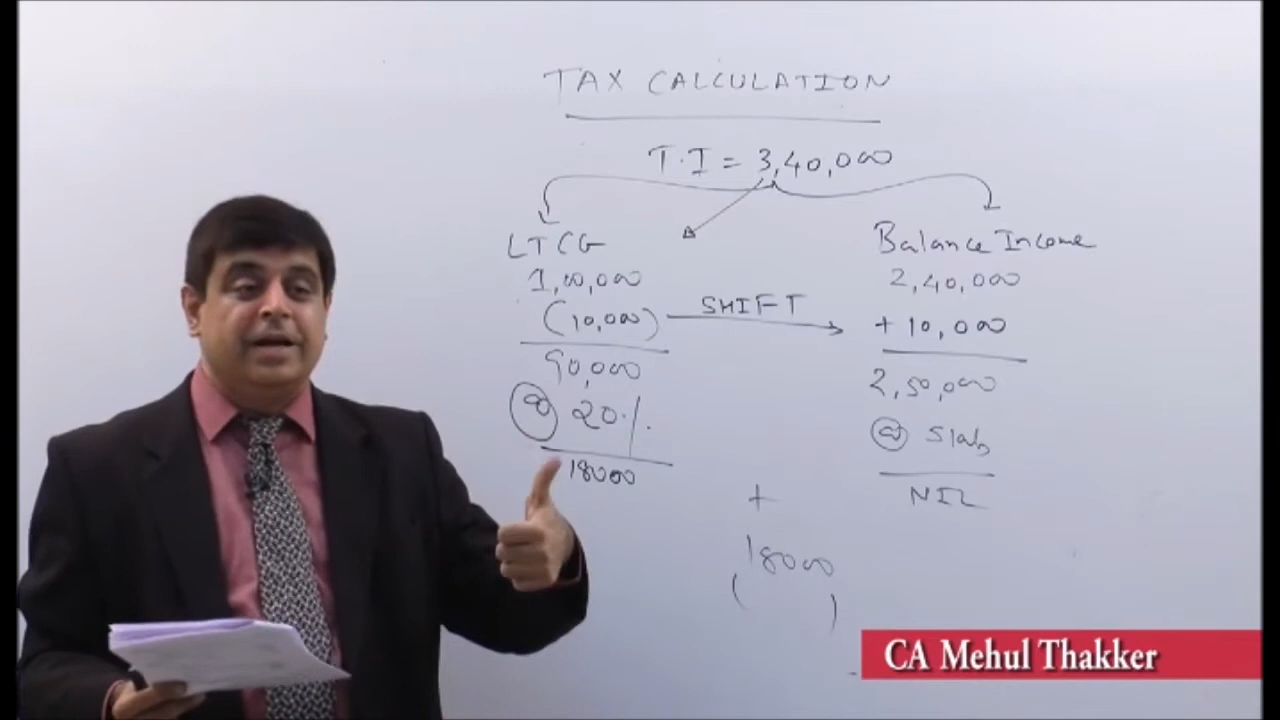 TAX CALCULATION
T.I = 3,40,000
LTCG
1,00,000
(10,000)
90,000
@ 20%
18000
SHIFT
Balance Income
2,40,000
+ 10,000
2,50,000
@ Slab
NIL
+
18000
( )
CA Mehul Thakker